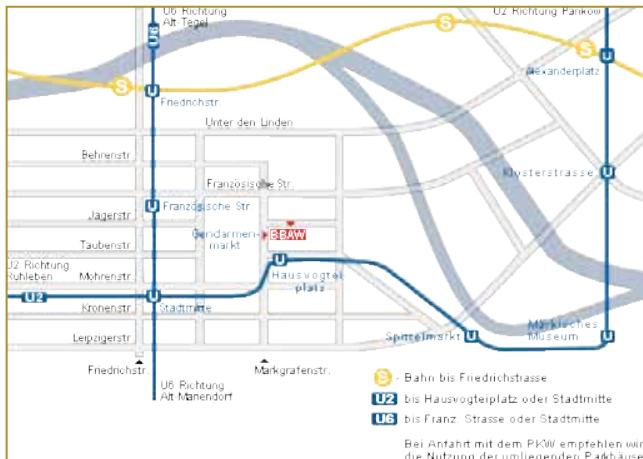 U6 Richtung
Alt-Tegel
U2 Richtung Pankow
U6
S
S
S
U
Alexanderplatz
U
Friedrichstr.
Unter den Linden
Behrenstr.
Klosterstrasse
U
Französische Str.
Jägerstr
U
Französische Str
Gendarmen-
markt
BBAW
Taubenstr.
U2 Richtung
Ruhleben
Mohrenstr.
U
Hausvogtei
platz
U2
U
Kronenstr.
Stadtmitte
Leipzigerstr.
Spittelmarkt
U
Märkisches
Museum
U
Friedrichstr.
Markgrafenstr.
U6 Richtung
Alt-Mariendorf
S - Bahn bis Friedrichstrasse
U2 bis Hausvogteiplatz oder Stadtmitte
U6 bis Franz. Strasse oder Stadtmitte
Bei Anfahrt mit dem PKW empfehlen wir
die Nutzung der umliegenden Parkhäuse